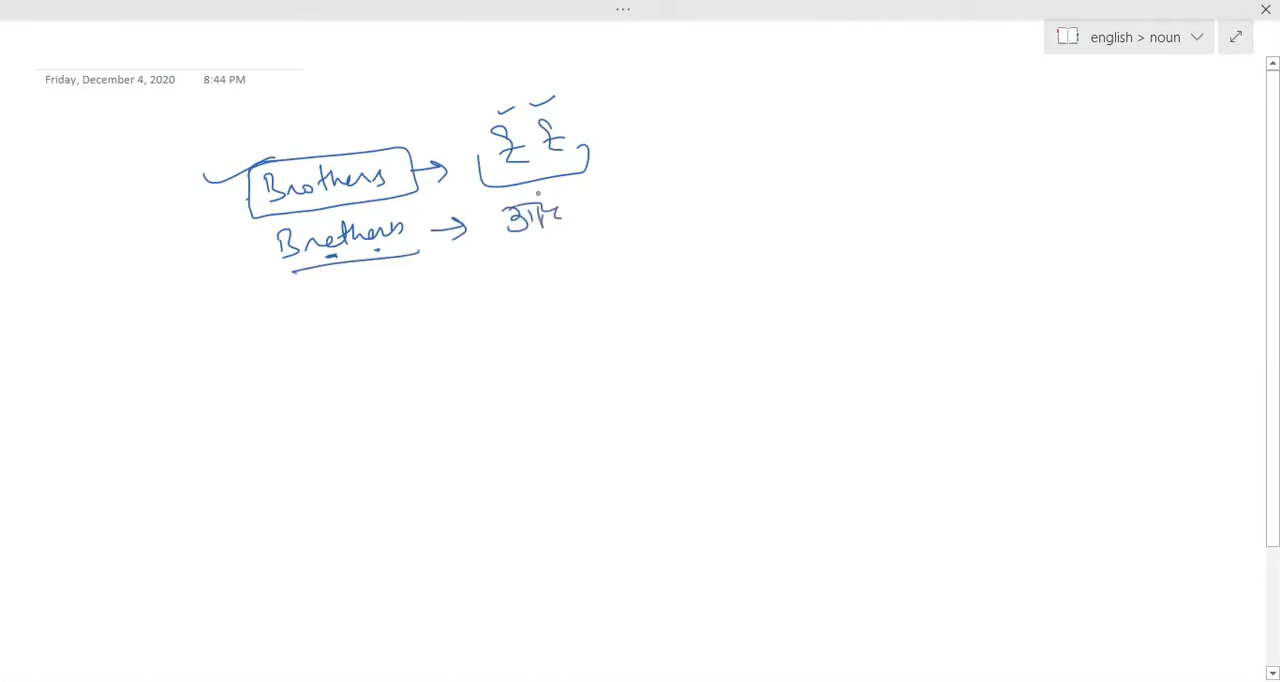 english > noun
Friday, December 4, 2020 8:44 PM
Brothers →
Brethers →